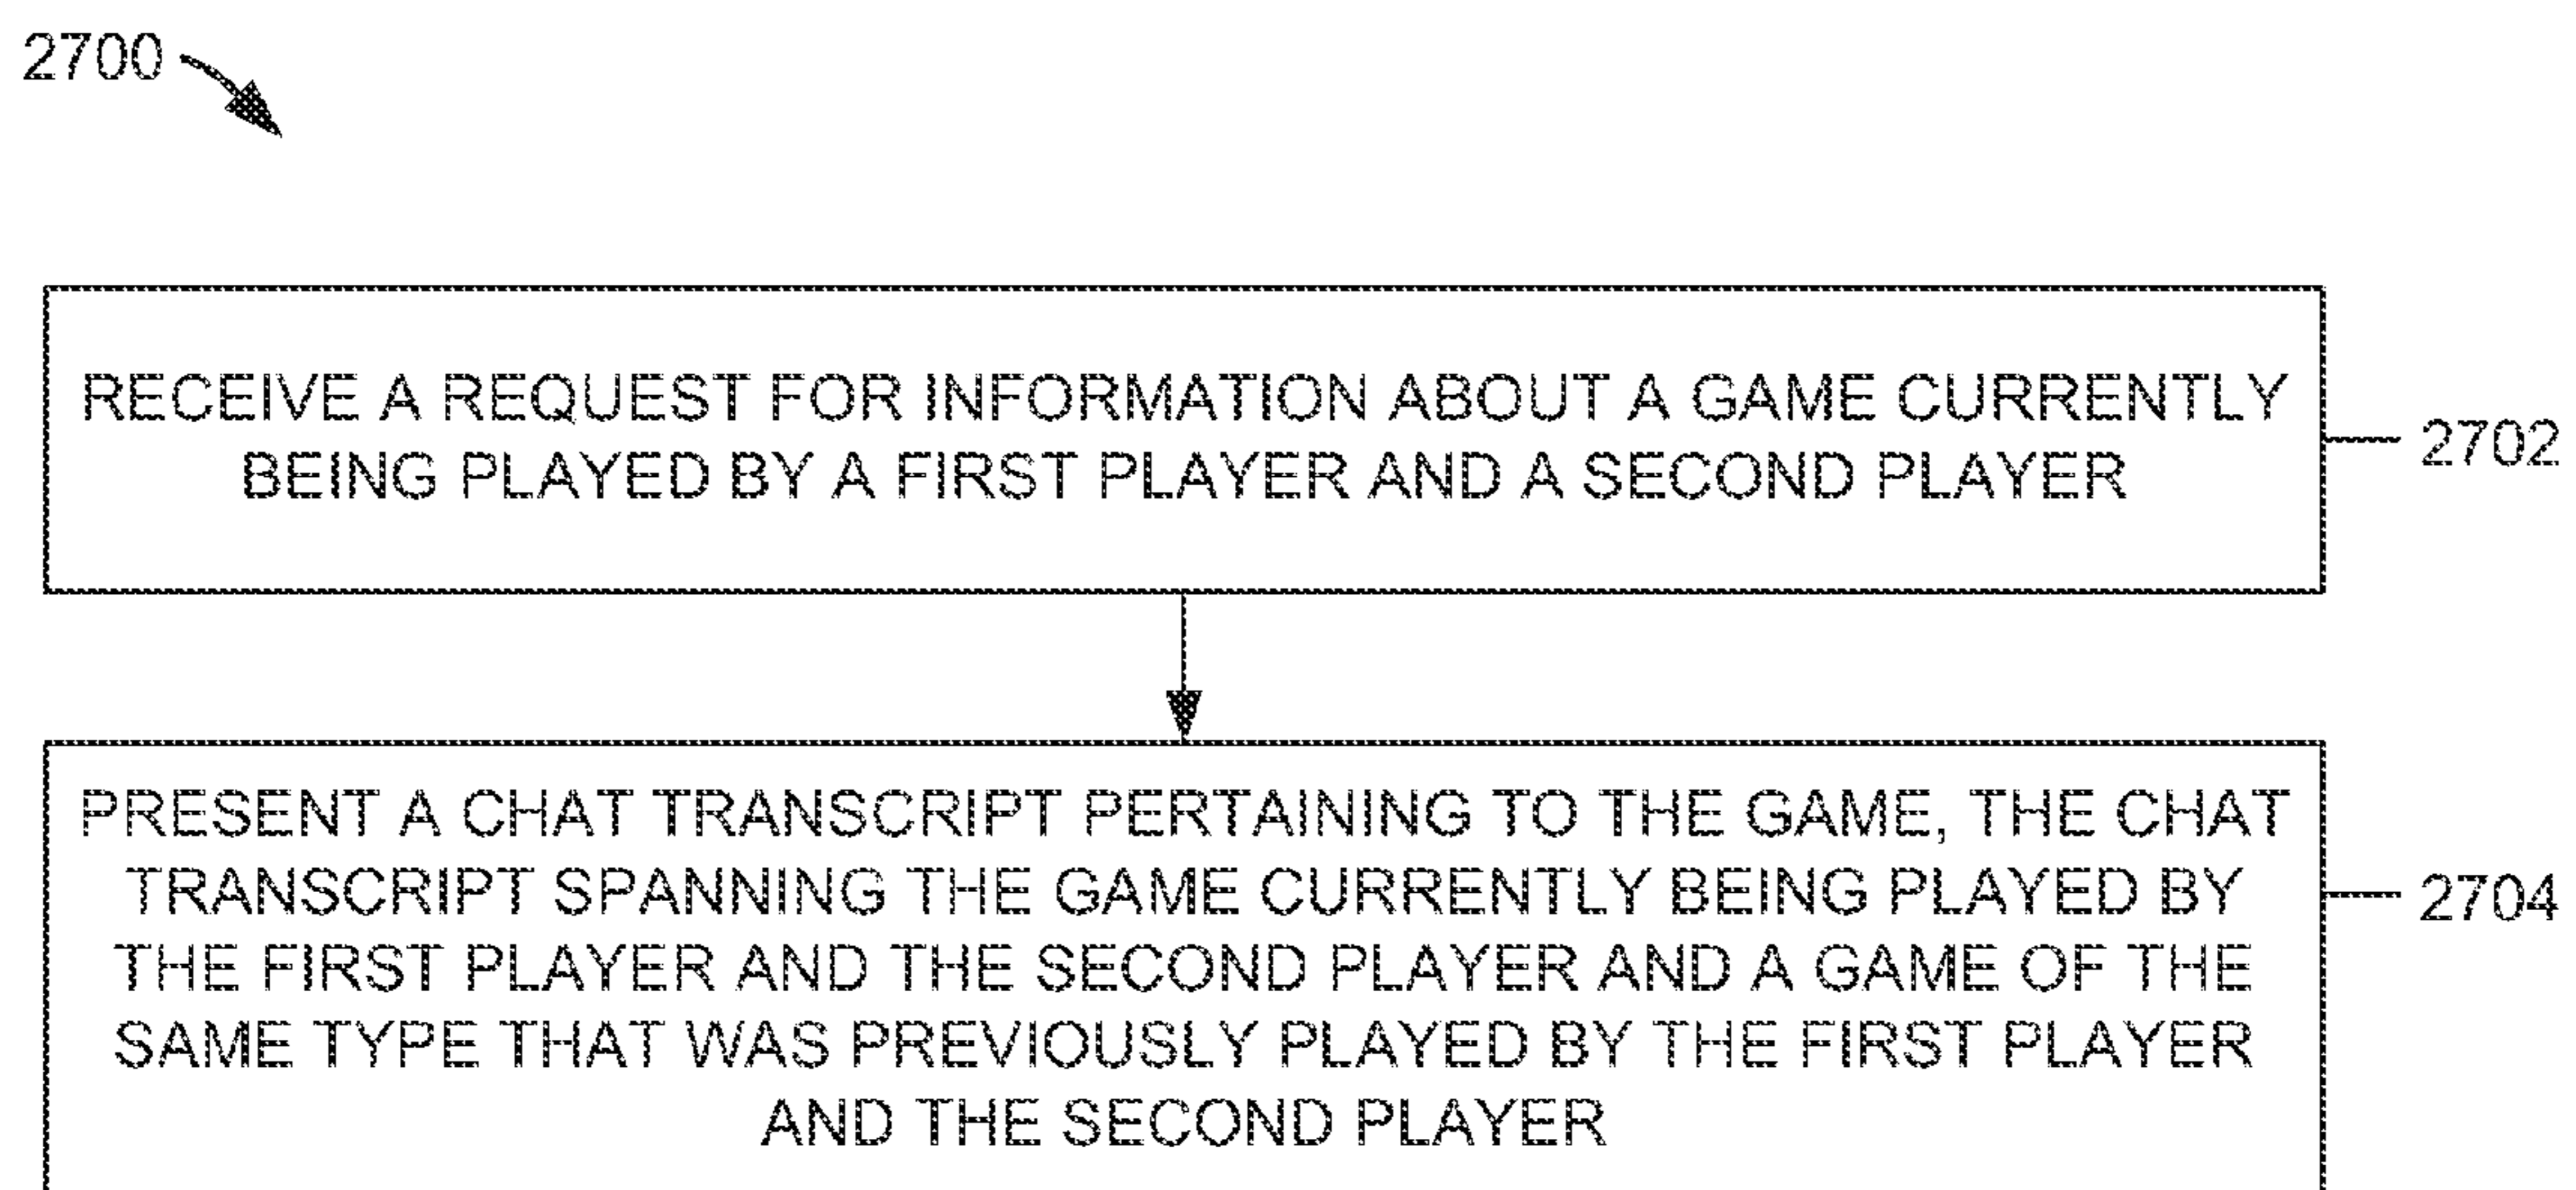 2700
RECEIVE A REQUEST FOR INFORMATION ABOUT A GAME CURRENTLY
BEING PLAYED BY A FIRST PLAYER AND A SECOND PLAYER
2702
PRESENT A CHAT TRANSCRIPT PERTAINING TO THE GAME, THE CHAT
TRANSCRIPT SPANNING THE GAME CURRENTLY BEING PLAYED BY
THE FIRST PLAYER AND THE SECOND PLAYER AND A GAME OF THE
SAME TYPE THAT WAS PREVIOUSLY PLAYED BY THE FIRST PLAYER
AND THE SECOND PLAYER
2704